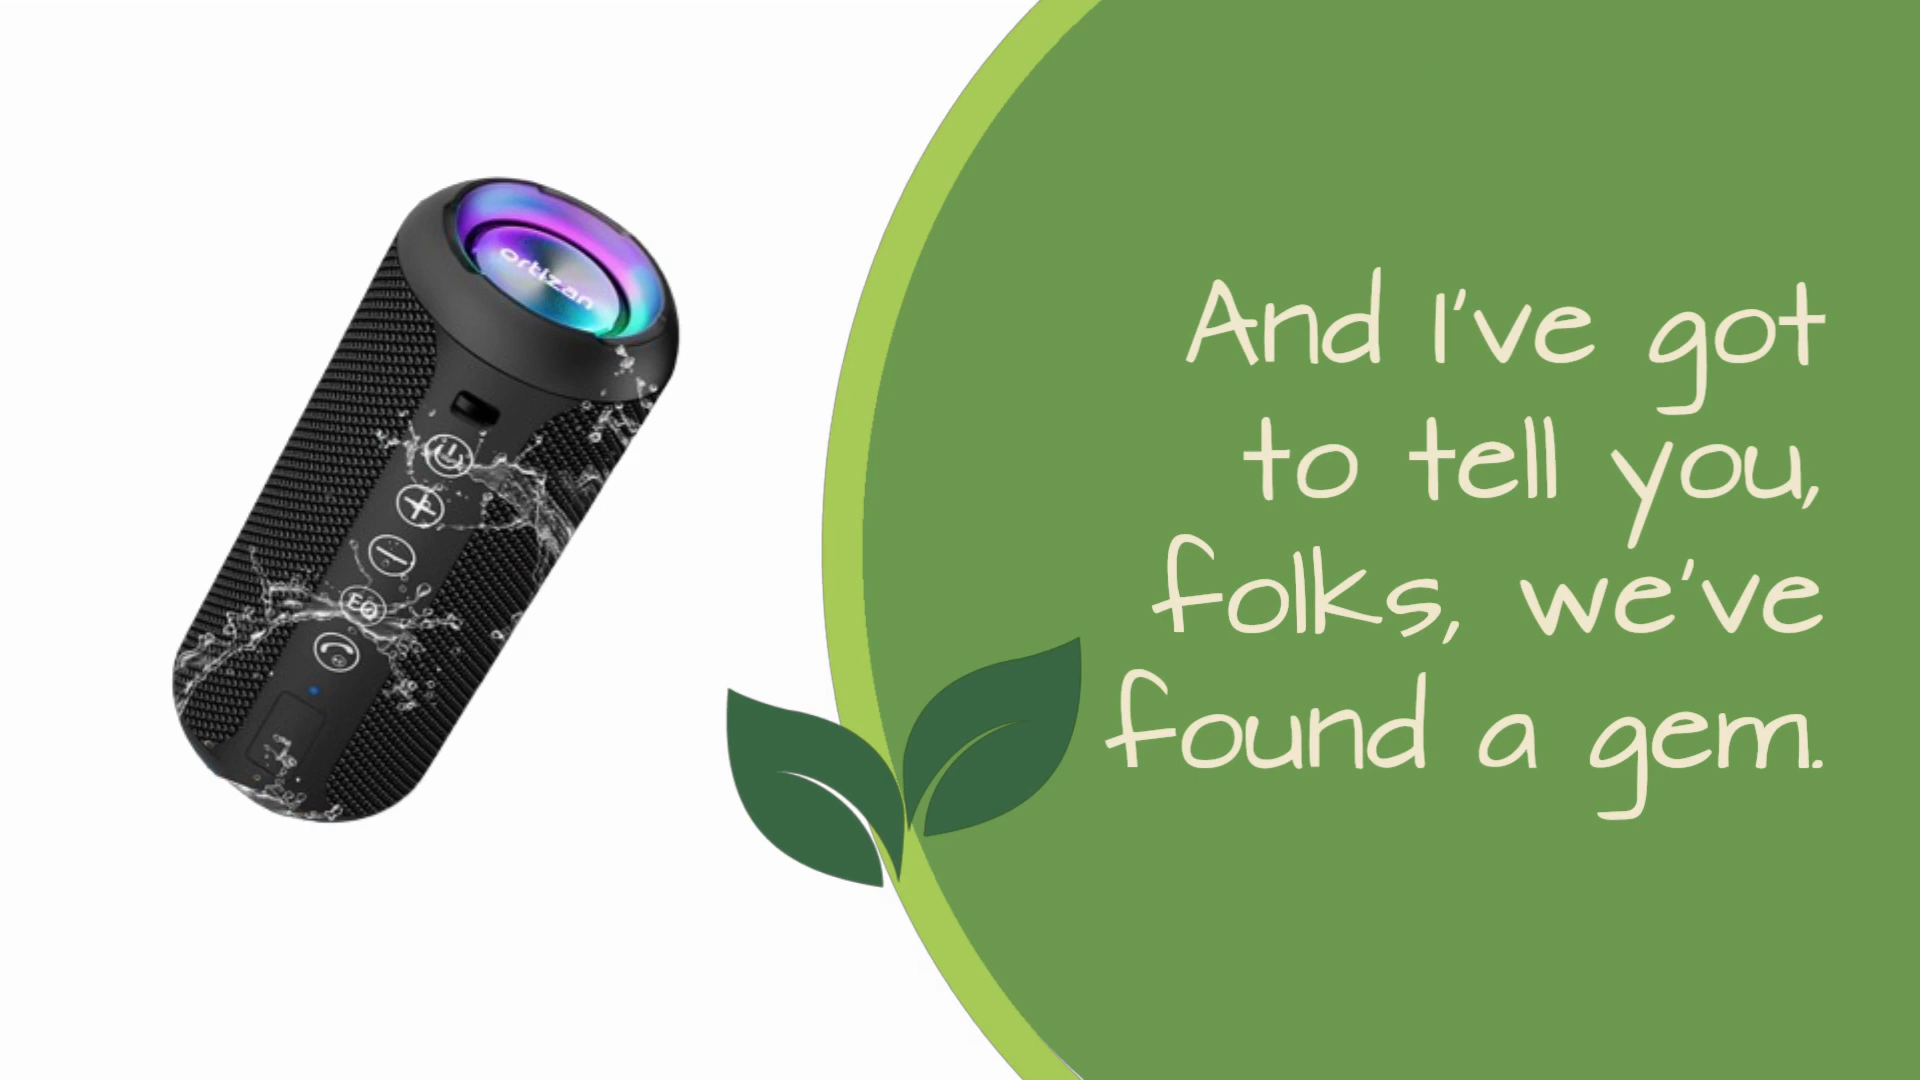 ortizan
EQ
And I've got
to tell you,
folks, we've
found a gem.